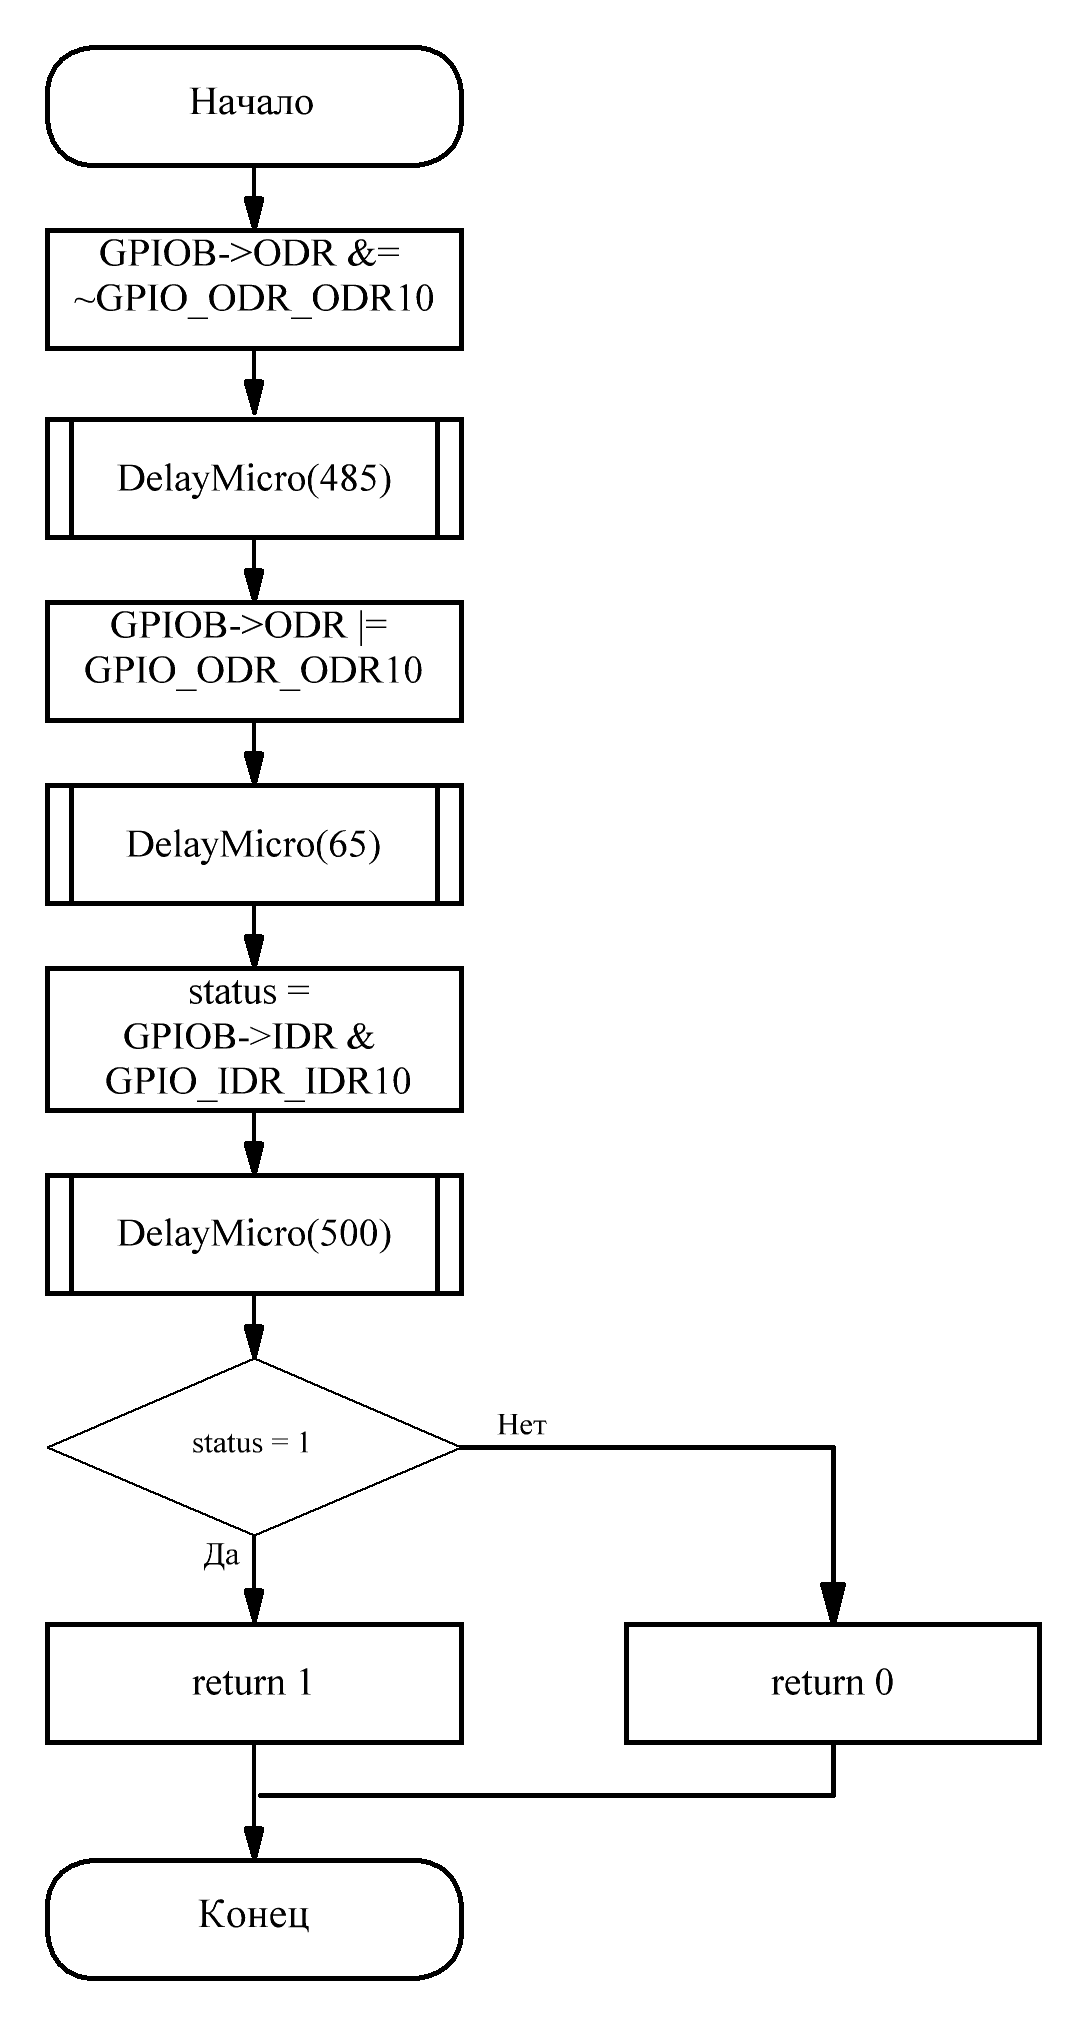 Начало
GPIOB->ODR &=
~GPIO_ODR_ODR10
DelayMicro(485)
GPIOB->ODR |=
GPIO_ODR_ODR10
DelayMicro(65)
status =
GPIOB->IDR &
GPIO_IDR_IDR10
DelayMicro(500)
status = 1
Нет
Да
return 1
return 0
Конец